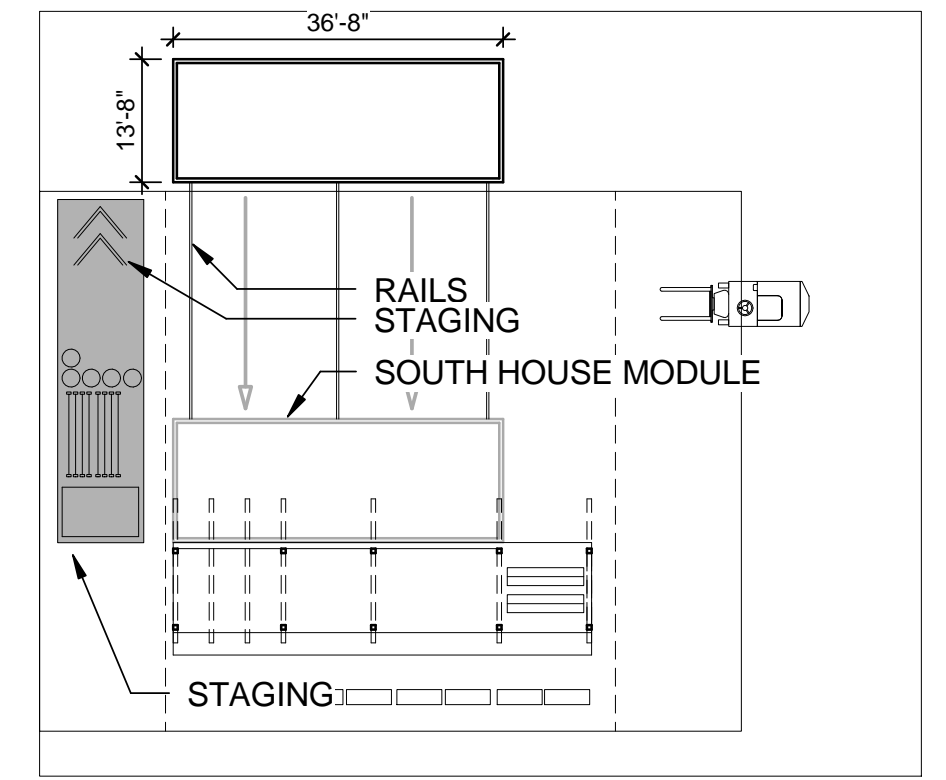 36'-8"
13'-8"
RAILS
STAGING
SOUTH HOUSE MODULE
STAGING